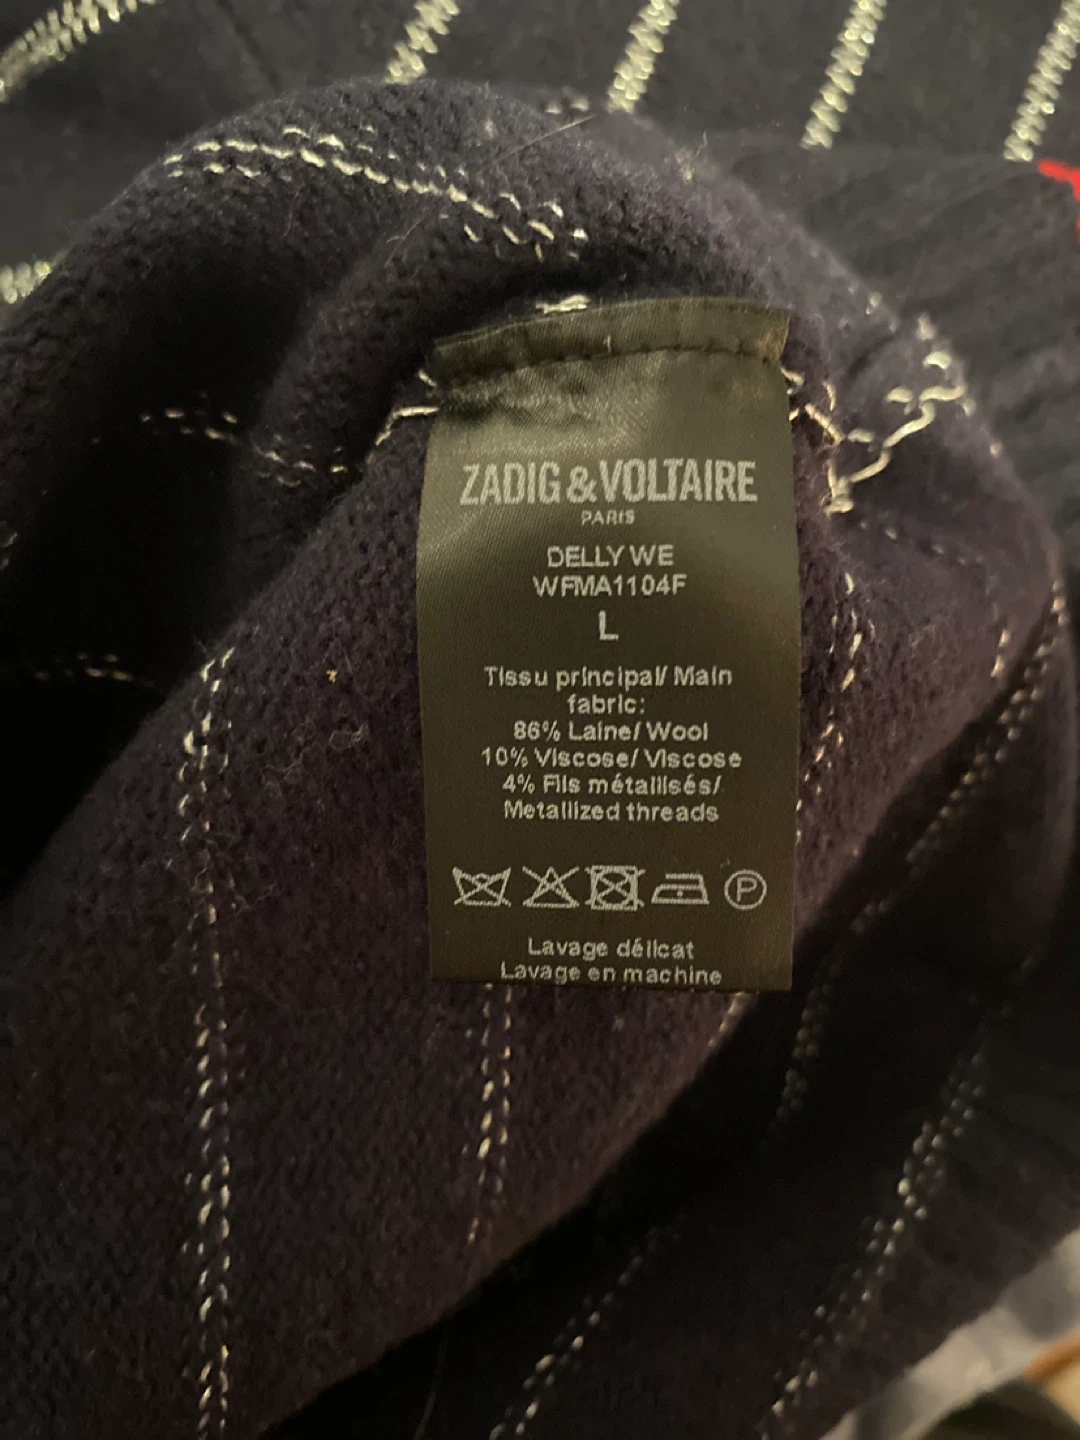 ZADIG & VOLTAIRE
PARIS
DELLY WE
WFMA1104F
L
Tissu principal/ Main
fabric:
86% Laine/ Wool
10% Viscose/ Viscose
4% Fils métallisés/
Metallized threads
P
Lavage délicat
Lavage en machine